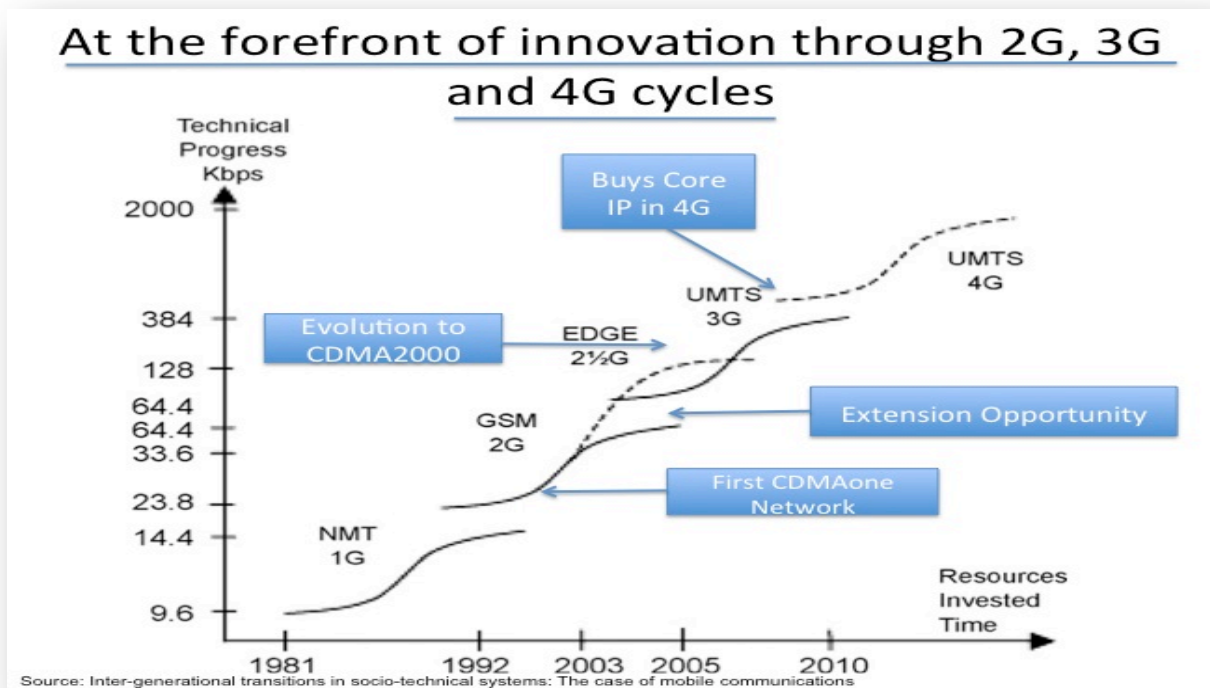 At the forefront of innovation through 2G, 3G
and 4G cycles
Technical
Progress
Kbps
2000
384
128
64.4
64.4
33.6
23.8
14.4
9.6
Buys Core
IP in 4G
UMTS
4G
UMTS
3G
Evolution to
CDMA2000
EDGE
2½G
Extension Opportunity
GSM
2G
First CDMAone
Network
NMT
1G
Resources
Invested
Time
1981
1992
2003
2005
2010
Source: Inter-generational transitions in socio-technical systems: The case of mobile communications